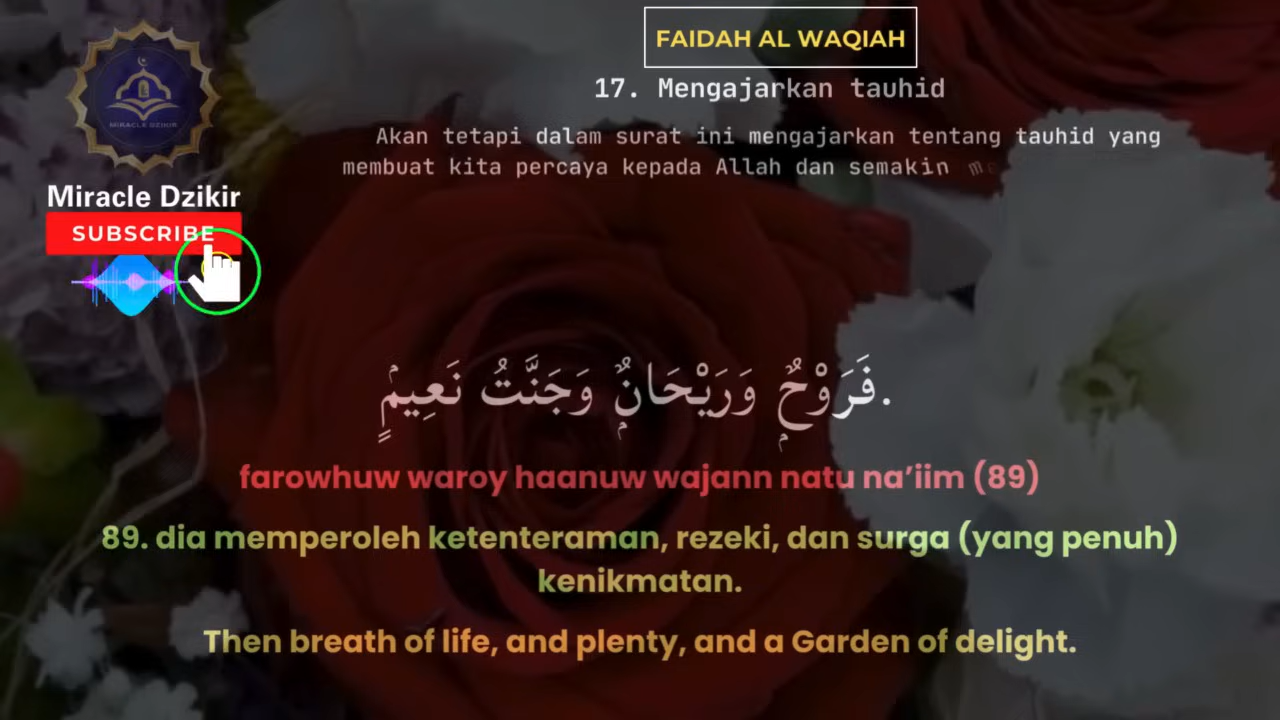 FAIDAH AL WAQIAH
17. Mengajarkan tauhid
Akan tetapi dalam surat ini mengajarkan tentang tauhid yang
membuat kita percaya kepada Allah dan semakin
MIRACLE DZIKIR
Miracle Dzikir
SUBSCRIBE
فَرَوْحٌۭ وَرَيْحَانٌۭ وَجَنَّتُ نَعِيمٍۢ.
farowhuw waroy haanuw wajann natu na’iim (89)
89. dia memperoleh ketenteraman, rezeki, dan surga (yang penuh)
kenikmatan.
Then breath of life, and plenty, and a Garden of delight.